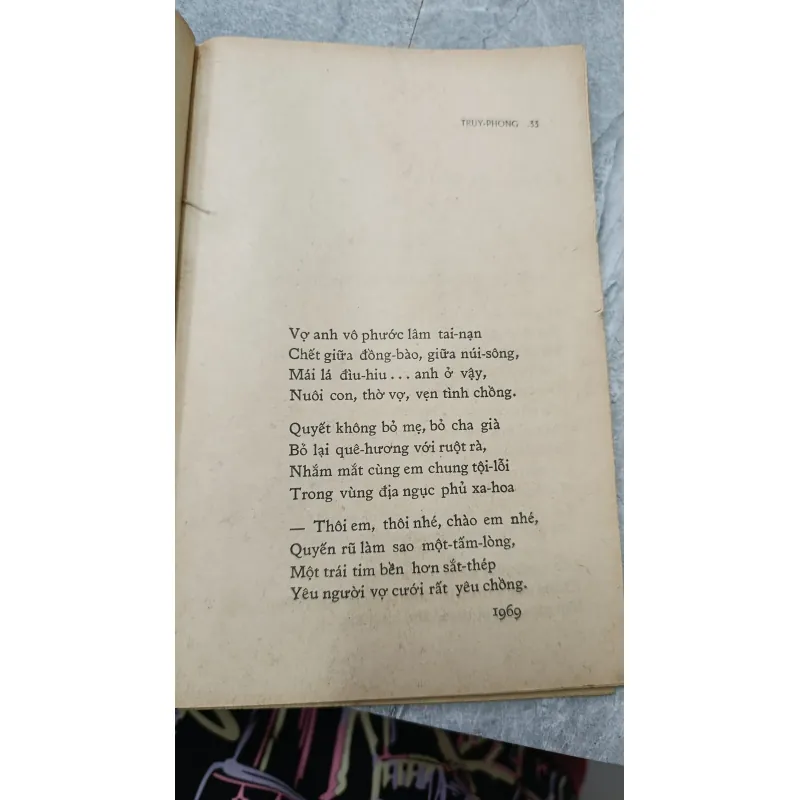 TRUY-PHONG 33
Vợ anh vô phước lâm tai-nạn
Chết giữa đồng-bào, giữa núi-sông,
Mái lá đìu-hiu... anh ở vậy,
Nuôi con, thờ vợ, vẹn tình chồng.
Quyết không bỏ mẹ, bỏ cha già
Bỏ lại quê-hương với ruột rà,
Nhắm mắt cùng em chung tội-lỗi
Trong vùng địa ngục phủ xa-hoa
— Thôi em, thôi nhé, chào em nhé,
Quyến rũ làm sao một-tấm-lòng,
Một trái tim bền hơn sắt-thép
Yêu người vợ cưới rất yêu chồng.
1969